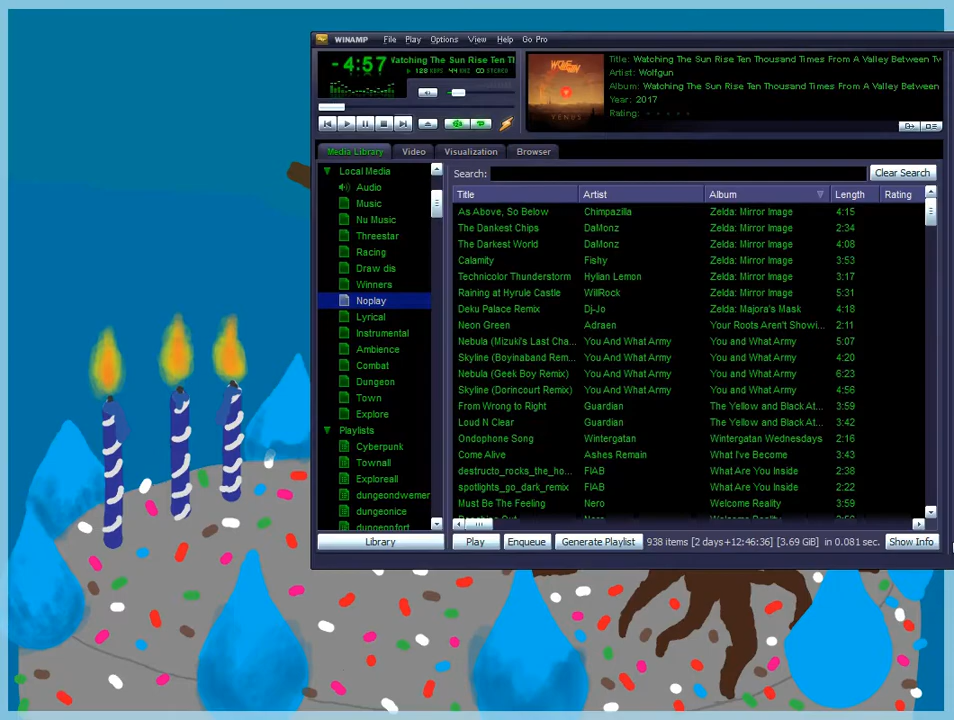 WINAMP File Play Options View Help Go Pro
- 4:57 Watching The Sun Rise Ten Tl
128 KBPS 44 KHZ STEREO
Title: Watching The Sun Rise Ten Thousand Times From A Valley Between Tw
Artist: Wolfgun
Album: Watching The Sun Rise Ten Thousand Times From A Valley Between
Year: 2017
Rating:
Media Library Video Visualization Browser
Local Media
Audio
Music
Nu Music
Threestar
Racing
Draw dis
Winners
Noplay
Lyrical
Instrumental
Ambience
Combat
Dungeon
Town
Explore
Playlists
Cyberpunk
Townall
Exploreall
dungeondwemer
dungeonice
dungeonfort
Library
Search: Clear Search
Title Artist Album Length Rating
As Above, So Below Chimpazilla Zelda: Mirror Image 4:15
The Dankest Chips DaMonz Zelda: Mirror Image 2:34
The Darkest World DaMonz Zelda: Mirror Image 4:08
Calamity Fishy Zelda: Mirror Image 3:53
Technicolor Thunderstorm Hylian Lemon Zelda: Mirror Image 3:17
Raining at Hyrule Castle WillRock Zelda: Mirror Image 5:31
Deku Palace Remix Dj-Jo Zelda: Majora's Mask 4:18
Neon Green Adraen Your Roots Aren't Showi... 2:11
Nebula (Mizuki's Last Cha... You And What Army You and What Army 5:07
Skyline (Boyinaband Rem... You And What Army You and What Army 4:20
Nebula (Geek Boy Remix) You And What Army You and What Army 6:23
Skyline (Dorincourt Remix) You And What Army You and What Army 4:56
From Wrong to Right Guardian The Yellow and Black At... 3:59
Loud N Clear Guardian The Yellow and Black At... 3:42
Ondophone Song Wintergatan Wintergatan Wednesdays 2:16
Come Alive Ashes Remain What I've Become 3:43
destructo_rocks_the_ho... FIAB What Are You Inside 2:38
spotlights_go_dark_remix FIAB What Are You Inside 2:22
Must Be The Feeling Nero Welcome Reality 3:59
Play Enqueue Generate Playlist 938 items [2 days+12:46:36] [3.69 GiB] in 0.081 sec. Show Info